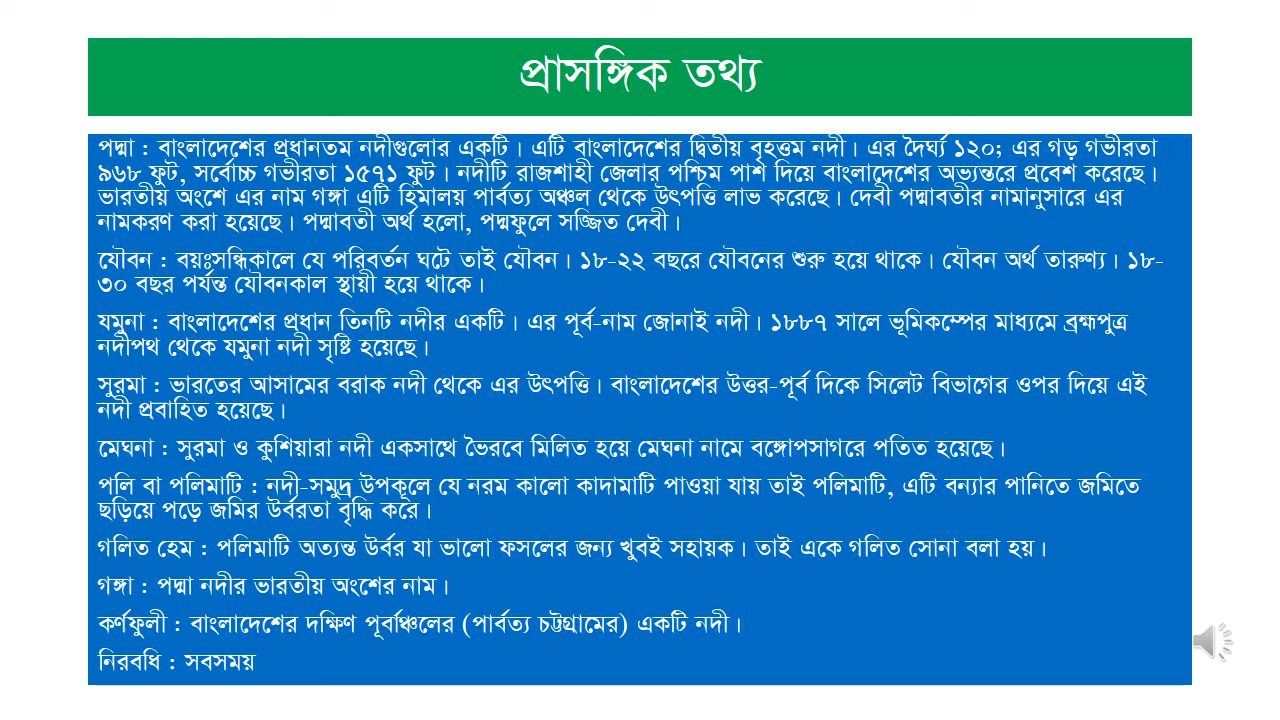 প্রাসঙ্গিক তথ্য
পদ্মা : বাংলাদেশের প্রধানতম নদীগুলোর একটি। এটি বাংলাদেশের দ্বিতীয় বৃহত্তম নদী। এর দৈর্ঘ্য ১২০; এর গড় গভীরতা
৯৬৮ ফুট, সর্বোচ্চ গভীরতা ১৫৭১ ফুট। নদীটি রাজশাহী জেলার পশ্চিম পাশ দিয়ে বাংলাদেশের অভ্যন্তরে প্রবেশ করেছে।
ভারতীয় অংশে এর নাম গঙ্গা এটি হিমালয় পার্বত্য অঞ্চল থেকে উৎপত্তি লাভ করেছে। দেবী পদ্মাবতীর নামানুসারে এর
নামকরণ করা হয়েছে। পদ্মাবতী অর্থ হলো, পদ্মফুলে সজ্জিত দেবী।
যৌবন : বয়ঃসন্ধিকালে যে পরিবর্তন ঘটে তাই যৌবন। ১৮-২২ বছরে যৌবনের শুরু হয়ে থাকে। যৌবন অর্থ তারুণ্য। ১৮-
৩০ বছর পর্যন্ত যৌবনকাল স্থায়ী হয়ে থাকে।
যমুনা : বাংলাদেশের প্রধান তিনটি নদীর একটি। এর পূর্ব-নাম জোনাই নদী। ১৮৮৭ সালে ভূমিকম্পের মাধ্যমে ব্রহ্মপুত্র
নদীপথ থেকে যমুনা নদী সৃষ্টি হয়েছে।
সুরমা : ভারতের আসামের বরাক নদী থেকে এর উৎপত্তি। বাংলাদেশের উত্তর-পূর্ব দিকে সিলেট বিভাগের ওপর দিয়ে এই
নদী প্রবাহিত হয়েছে।
মেঘনা : সুরমা ও কুশিয়ারা নদী একসাথে ভৈরবে মিলিত হয়ে মেঘনা নামে বঙ্গোপসাগরে পতিত হয়েছে।
পলি বা পলিমাটি : নদী-সমুদ্র উপকূলে যে নরম কালো কাদামাটি পাওয়া যায় তাই পলিমাটি, এটি বন্যার পানিতে জমিতে
ছড়িয়ে পড়ে জমির উর্বরতা বৃদ্ধি করে।
গলিত হেম : পলিমাটি অত্যন্ত উর্বর যা ভালো ফসলের জন্য খুবই সহায়ক। তাই একে গলিত সোনা বলা হয়।
গঙ্গা : পদ্মা নদীর ভারতীয় অংশের নাম।
কর্ণফুলী : বাংলাদেশের দক্ষিণ পূর্বাঞ্চলের (পার্বত্য চট্টগ্রামের) একটি নদী।
নিরবধি : সবসময়